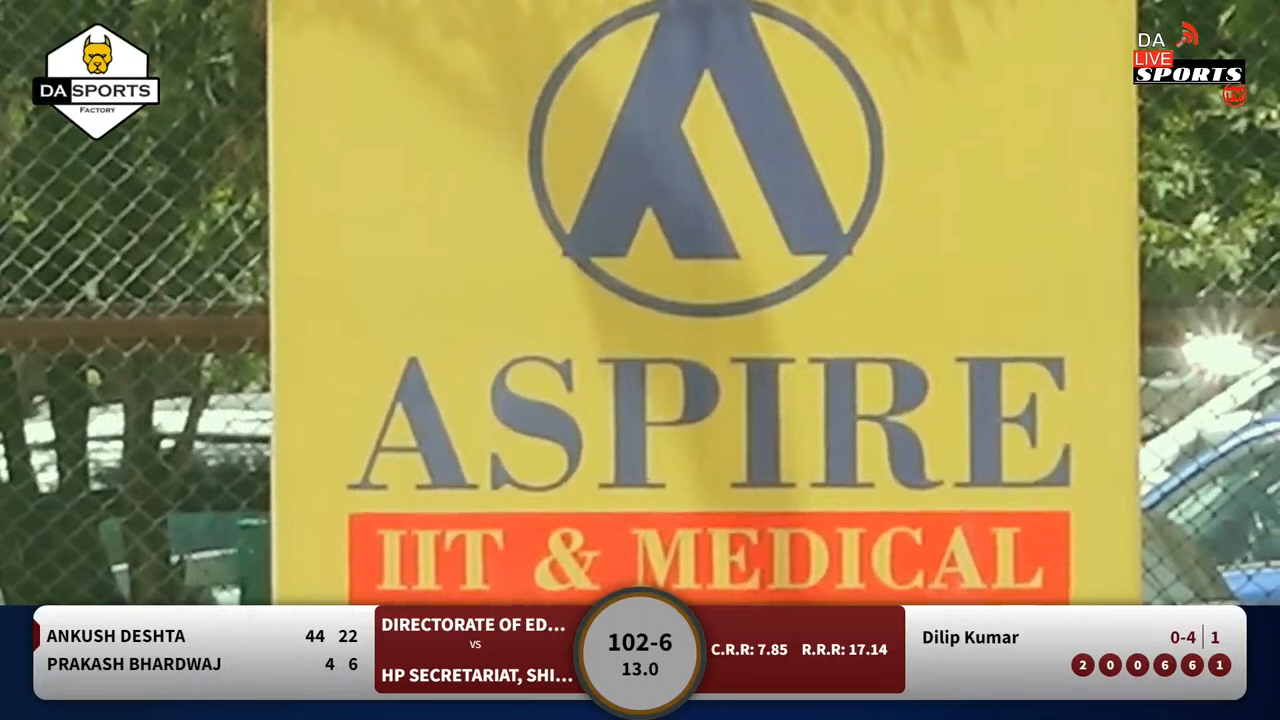 DA SPORTS
FACTORY
DA
LIVE
SPORTS
ASPIRE
IIT & MEDICAL
ANKUSH DESHTA 44 22
PRAKASH BHARDWAJ 4 6
DIRECTORATE OF ED...
vs
HP SECRETARIAT, SHI...
102-6
13.0
C.R.R: 7.85 R.R.R: 17.14
Dilip Kumar 0-4 1
2 0 0 6 6 1